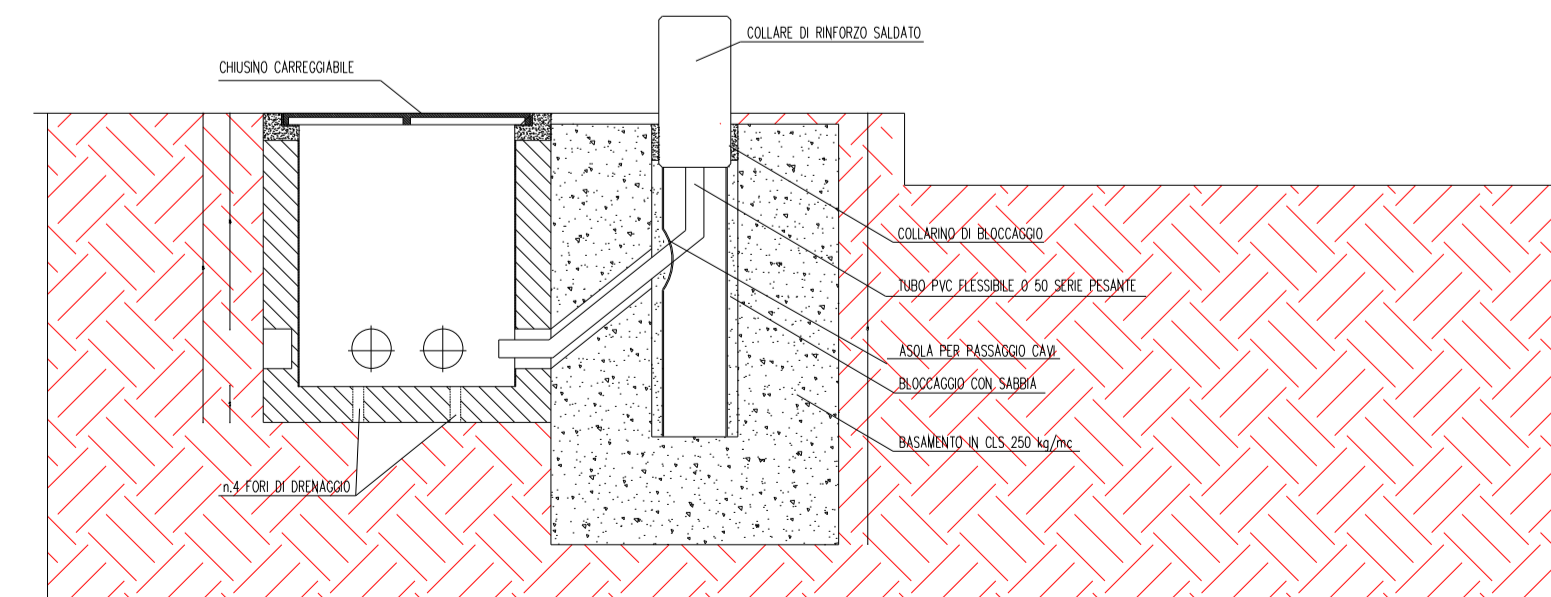 COLLARE DI RINFORZO SALDATO
CHIUSINO CARREGGIABILE
COLLARINO DI BLOCCAGGIO
TUBO PVC FLESSIBILE O 50 SERIE PESANTE
ASOLA PER PASSAGGIO CAVI
BLOCCAGGIO CON SABBIA
BASAMENTO IN CLS 250 kg/mc
n.4 FORI DI DRENAGGIO